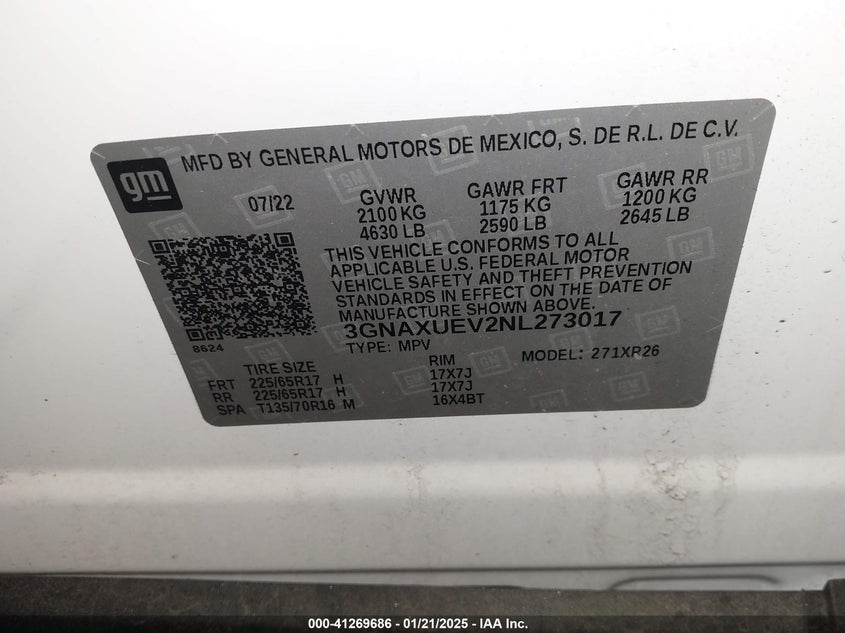 gm
MFD BY GENERAL MOTORS DE MEXICO, S. DE R.L. DE C.V.
07/22 GVWR GAWR FRT GAWR RR
2100 KG 1175 KG 1200 KG
4630 LB 2590 LB 2645 LB
THIS VEHICLE CONFORMS TO ALL
APPLICABLE U.S. FEDERAL MOTOR
VEHICLE SAFETY AND THEFT PREVENTION
STANDARDS IN EFFECT ON THE DATE OF
MANUFACTURE SHOWN ABOVE.
3GNAXUEV2NL273017
8624
TYPE: MPV MODEL: 271XR26
TIRE SIZE RIM
FRT 225/65R17 H 17X7J
RR 225/65R17 H 17X7J
SPA T135/70R16 M 16X4BT
000-41269686 - 01/21/2025 - IAA Inc.